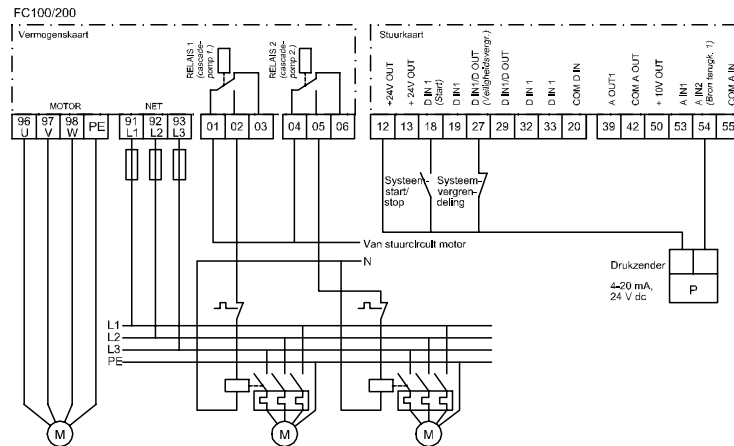 FC100/200
Vermogenskaart
RELAIS 1
(cascade-
pomp 1.)
RELAIS 2
(cascade-
pomp 2.)
Stuurkaart
+24V OUT
+24V OUT
D IN 1
(Start)
D IN1
D IN1/D OUT
(Veiligheidsvergr.)
D IN1/D OUT
D IN1
D IN1
COM D IN
A OUT1
COM A OUT
+10V OUT
A IN1
A IN2
(Bron terugk. 1)
COM A IN
MOTOR
NET
96 97 98 PE 91 92 93 01 02 03 04 05 06 12 13 18 19 27 29 32 33 20 39 42 50 53 54 55
U V W L1 L2 L3
Systeem-
start/
stop
Systeem-
vergren-
deling
Van stuurcircuit motor
N
Drukzender
4-20 mA,
24 V dc
P
L1
L2
L3
PE
M
M
M